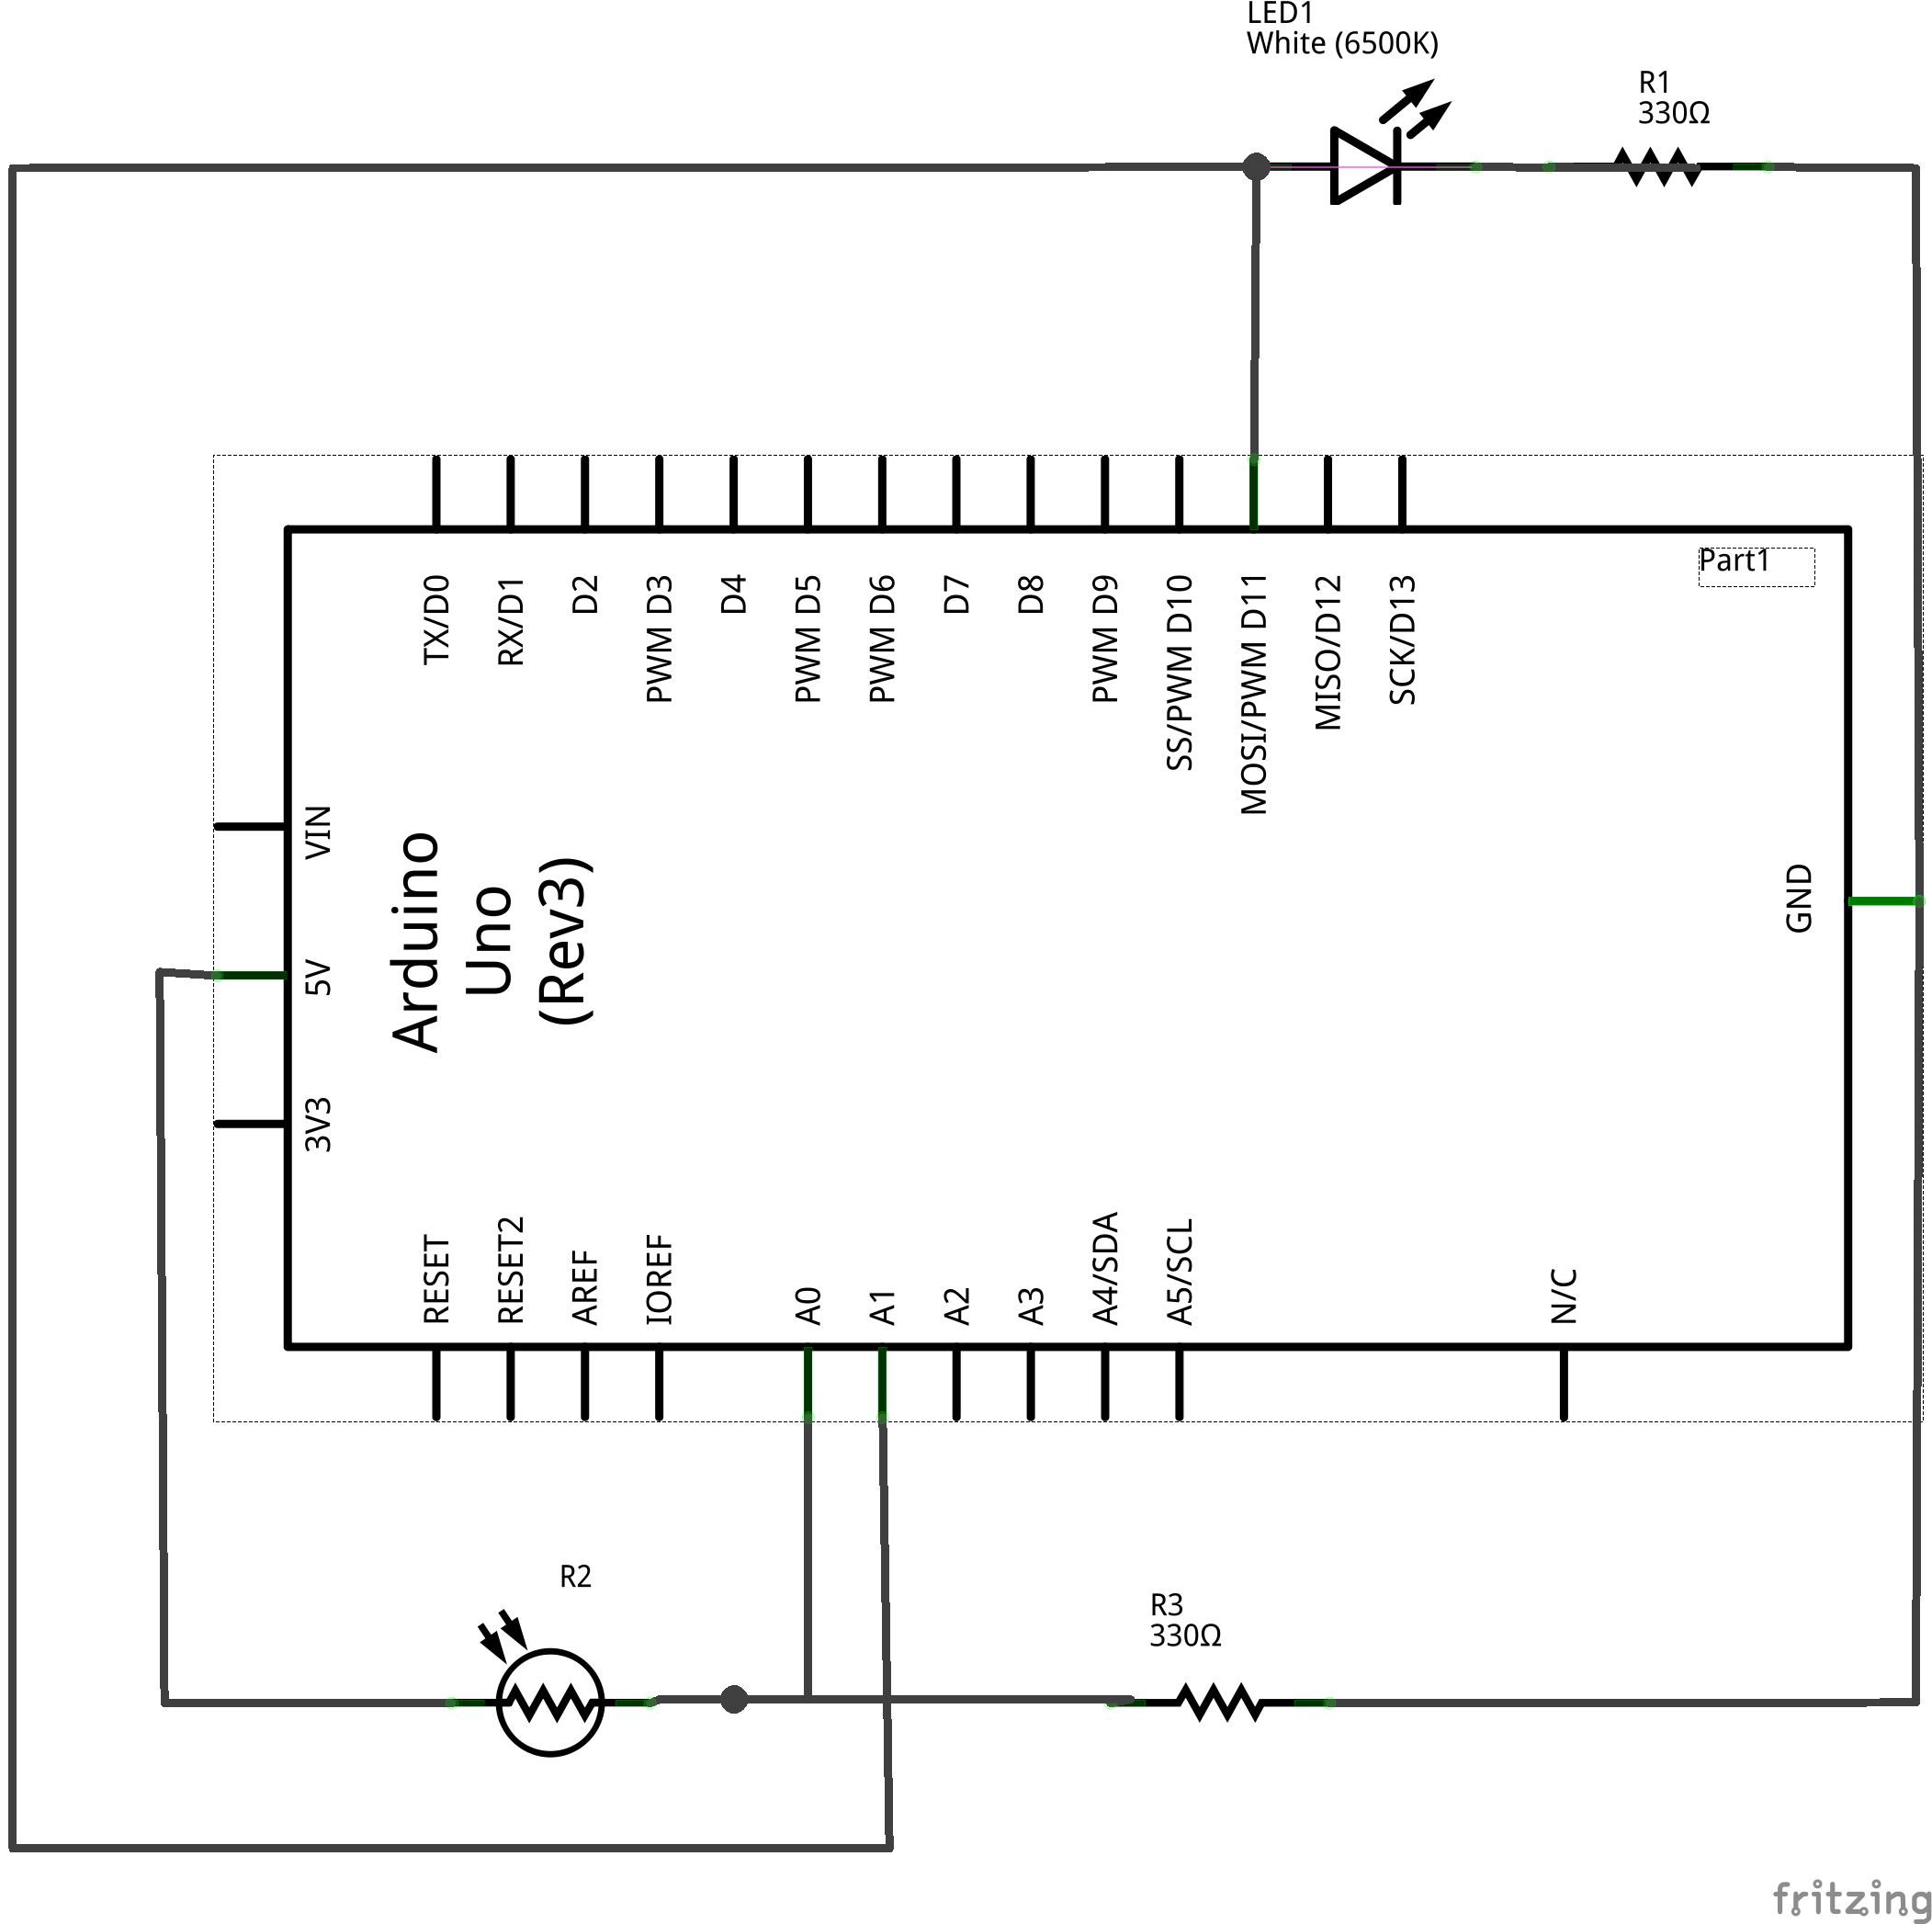 LED1
White (6500K)
R1
330Ω
Part1
TX/D0
RX/D1
D2
PWM D3
D4
PWM D5
PWM D6
D7
D8
PWM D9
SS/PWM D10
MOSI/PWM D11
MISO/D12
SCK/D13
VIN
5V
3V3
Arduino
Uno
(Rev3)
GND
RESET
RESET2
AREF
IOREF
A0
A1
A2
A3
A4/SDA
A5/SCL
N/C
R2
R3
330Ω
fritzing